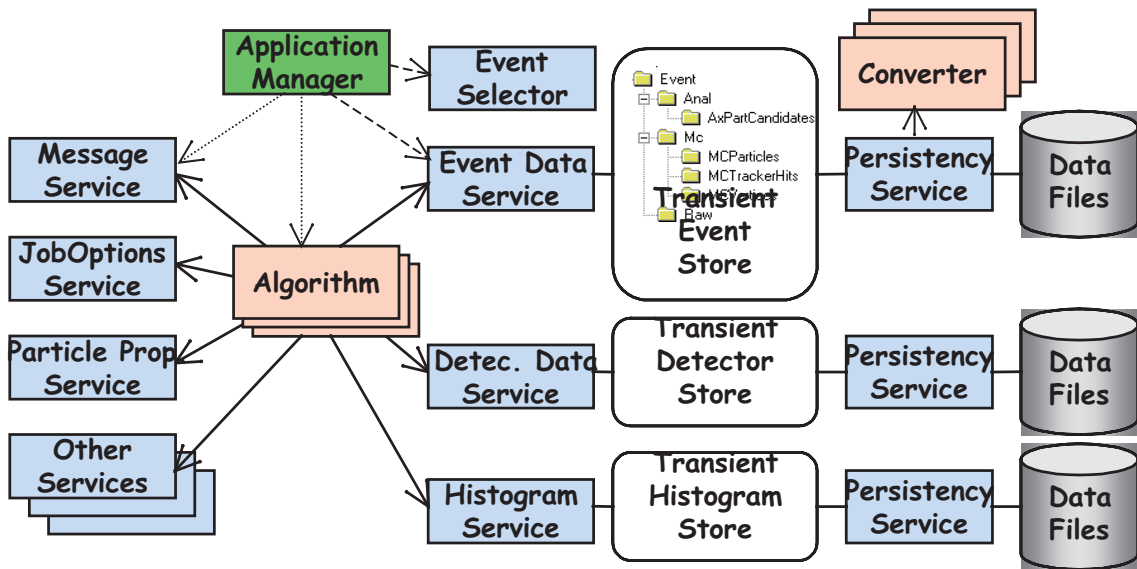 Application
Manager
Event
Selector
Converter
Event
Anal
AxPartCandidates
Mc
MCParticles
MCTrackerHits
MCVertices
Raw
Transient
Event
Store
Message
Service
Event Data
Service
Persistency
Service
Data
Files
JobOptions
Service
Algorithm
Particle Prop.
Service
Detec. Data
Service
Transient
Detector
Store
Persistency
Service
Data
Files
Other
Services
Histogram
Service
Transient
Histogram
Store
Persistency
Service
Data
Files